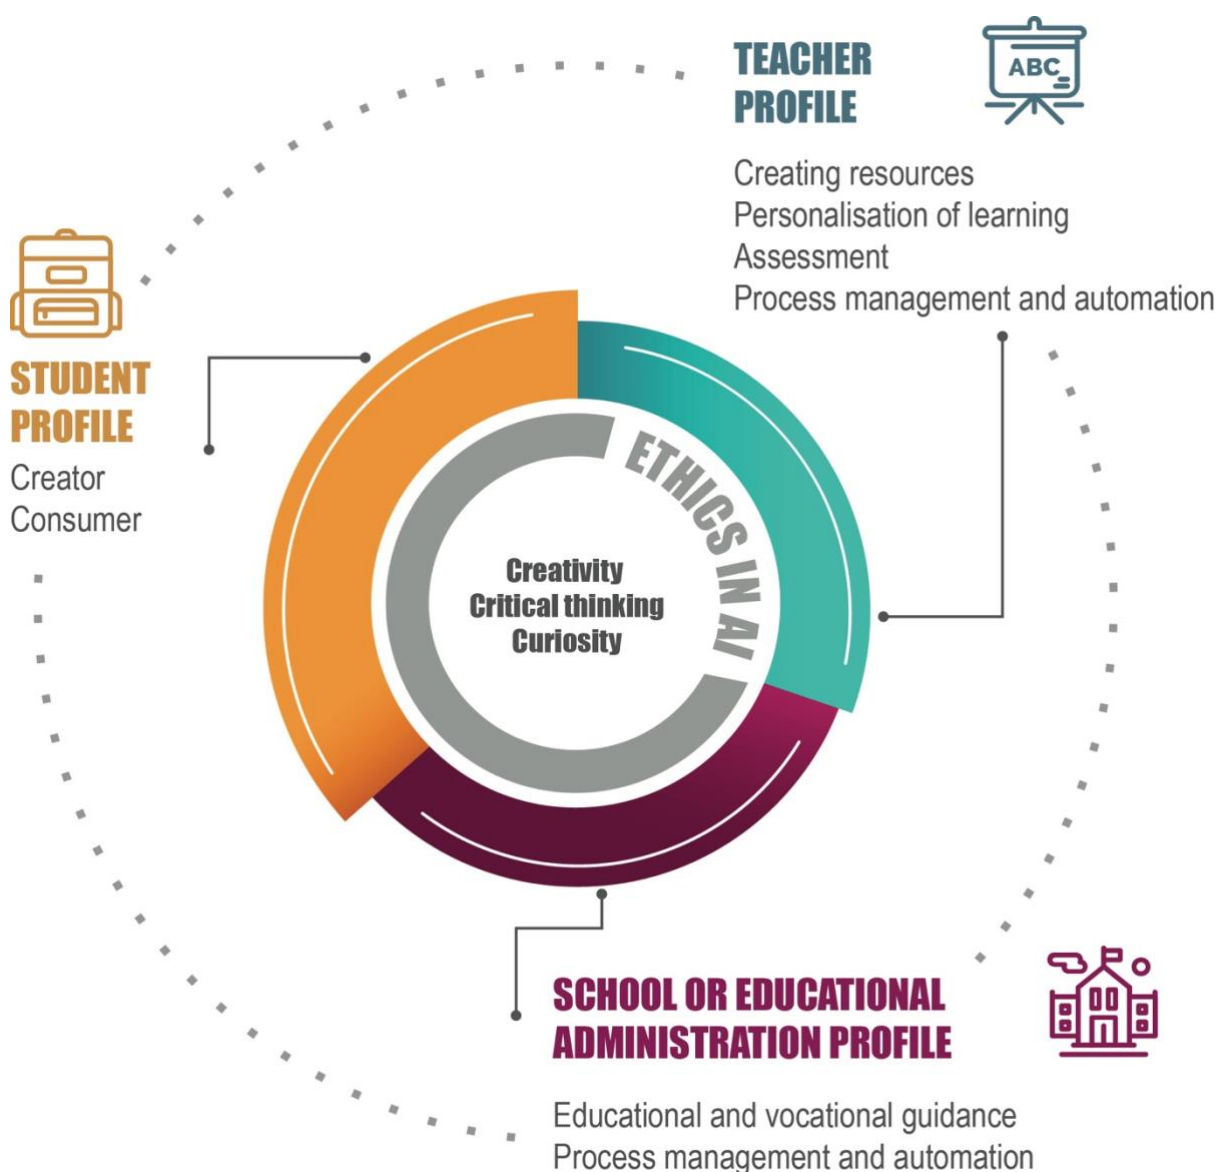 TEACHER
PROFILE
ABC
Creating resources
Personalisation of learning
Assessment
Process management and automation
STUDENT
PROFILE
Creator
Consumer
ETHICS IN AI
Creativity
Critical thinking
Curiosity
SCHOOL OR EDUCATIONAL
ADMINISTRATION PROFILE
Educational and vocational guidance
Process management and automation